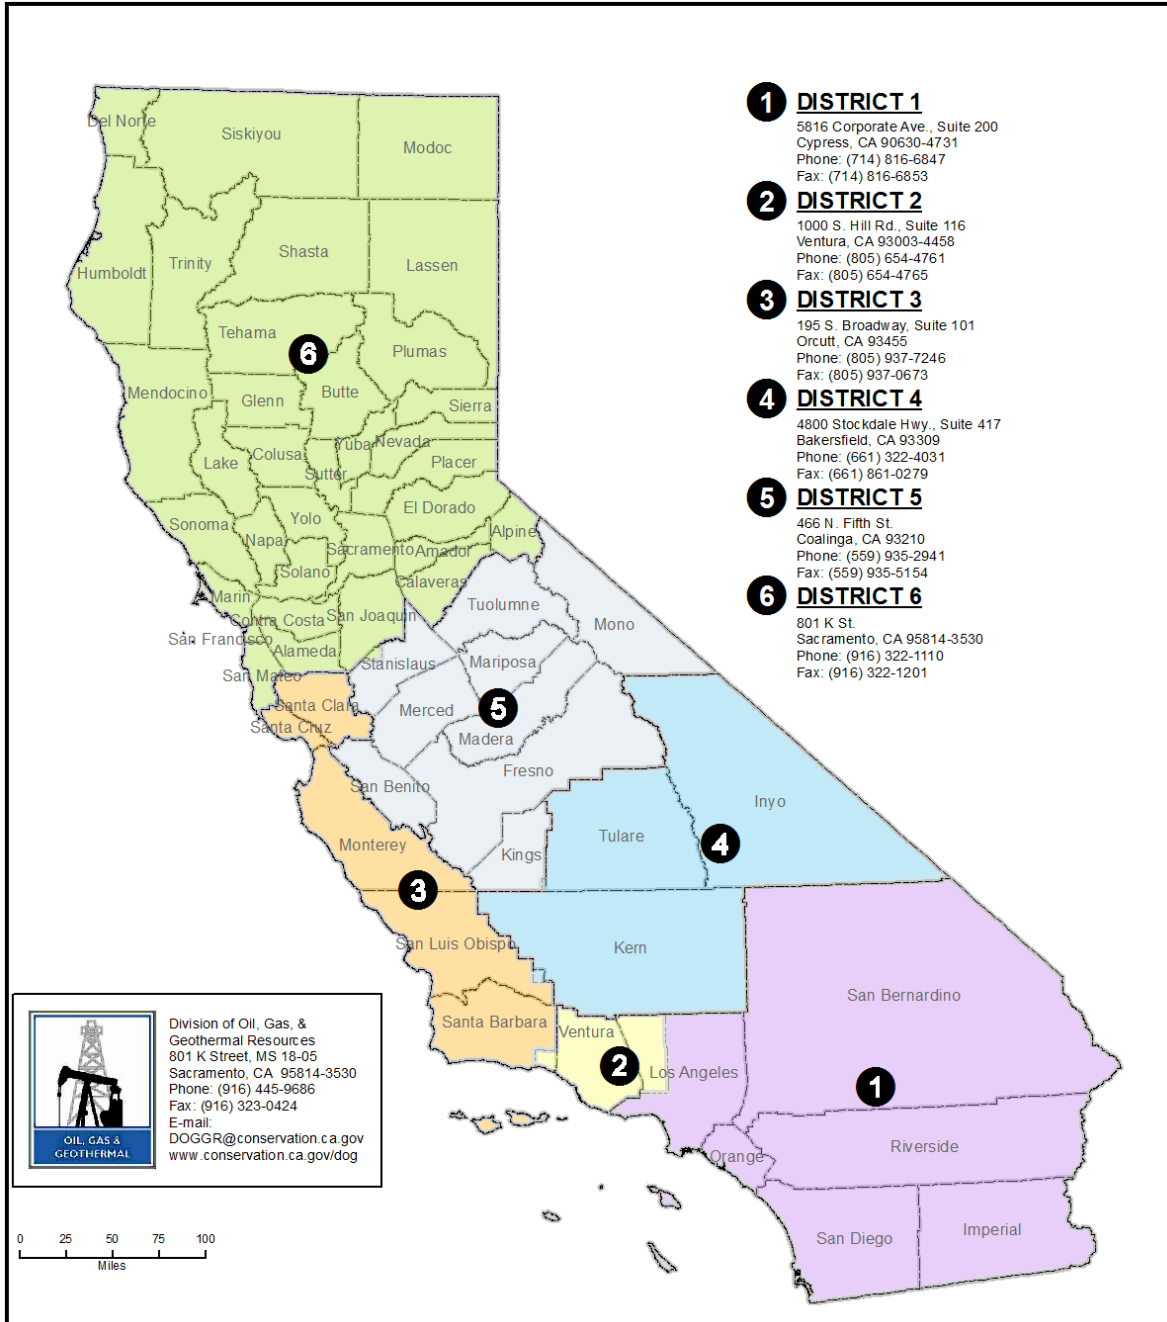 1 DISTRICT 1
5816 Corporate Ave., Suite 200
Cypress, CA 90630-4731
Phone: (714) 816-6847
Fax: (714) 816-6853
2 DISTRICT 2
1000 S. Hill Rd., Suite 116
Ventura, CA 93003-4458
Phone: (805) 654-4761
Fax: (805) 654-4765
3 DISTRICT 3
195 S. Broadway, Suite 101
Orcutt, CA 93455
Phone: (805) 937-7246
Fax: (805) 937-0673
4 DISTRICT 4
4800 Stockdale Hwy., Suite 417
Bakersfield, CA 93309
Phone: (661) 322-4031
Fax: (661) 861-0279
5 DISTRICT 5
466 N. Fifth St.
Coalinga, CA 93210
Phone: (559) 935-2941
Fax: (559) 935-5154
6 DISTRICT 6
801 K St.
Sacramento, CA 95814-3530
Phone: (916) 322-1110
Fax: (916) 322-1201
Del Norte
Siskiyou
Modoc
Humboldt
Trinity
Shasta
Lassen
Tehama
6
Plumas
Mendocino
Glenn
Butte
Sierra
Lake
Colusa
Sutter
Yuba
Nevada
Placer
Sonoma
Napa
Yolo
El Dorado
Sacramento
Amador
Alpine
Solano
Calaveras
Marin
Contra Costa
San Joaquin
Tuolumne
Mono
San Francisco
Alameda
Stanislaus
Mariposa
San Mateo
Santa Clara
Merced
5
Santa Cruz
Madera
Fresno
San Benito
Inyo
Monterey
Kings
Tulare
4
3
San Luis Obispo
Kern
San Bernardino
Santa Barbara
Ventura
2
Los Angeles
1
Orange
Riverside
San Diego
Imperial
OIL, GAS &
GEOTHERMAL
Division of Oil, Gas, &
Geothermal Resources
801 K Street, MS 18-05
Sacramento, CA 95814-3530
Phone: (916) 445-9686
Fax: (916) 323-0424
E-mail:
DOGGR@conservation.ca.gov
www.conservation.ca.gov/dog
0 25 50 75 100
Miles